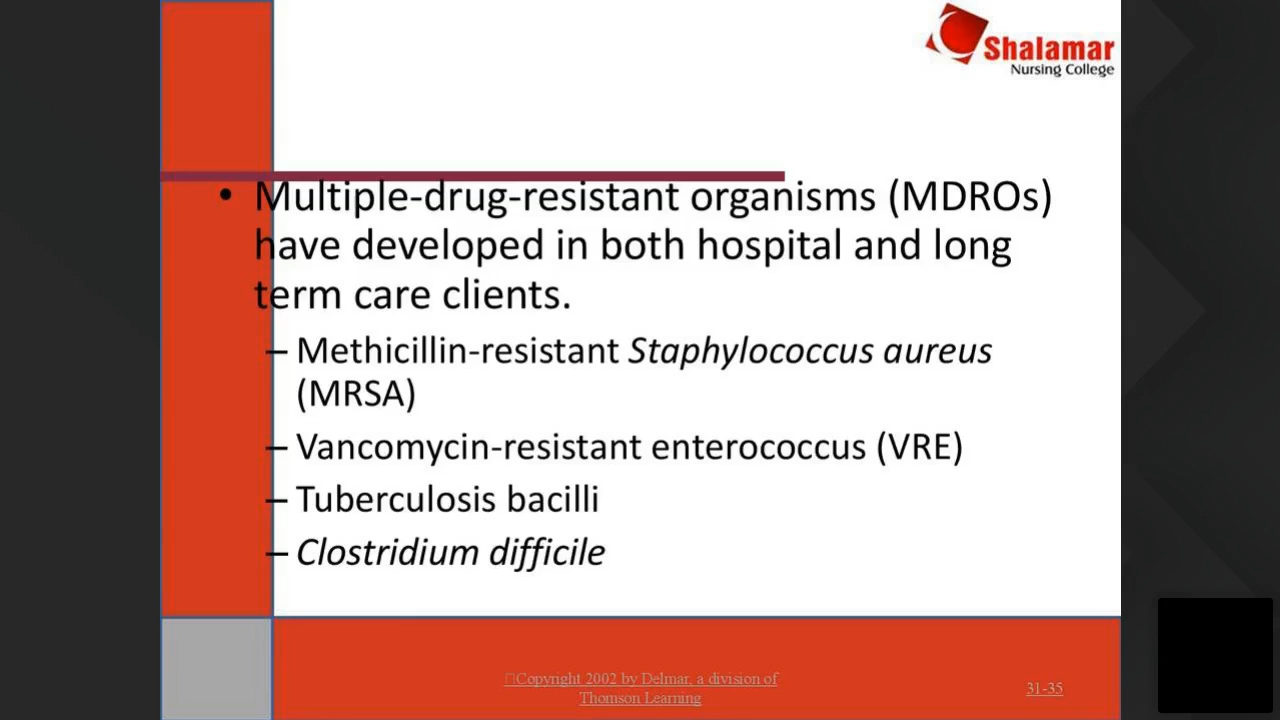 Shalamar
Nursing College
• Multiple-drug-resistant organisms (MDROs)
have developed in both hospital and long
term care clients.
– Methicillin-resistant Staphylococcus aureus
(MRSA)
– Vancomycin-resistant enterococcus (VRE)
– Tuberculosis bacilli
– Clostridium difficile
Copyright 2002 by Delmar, a division of
Thomson Learning
31-35